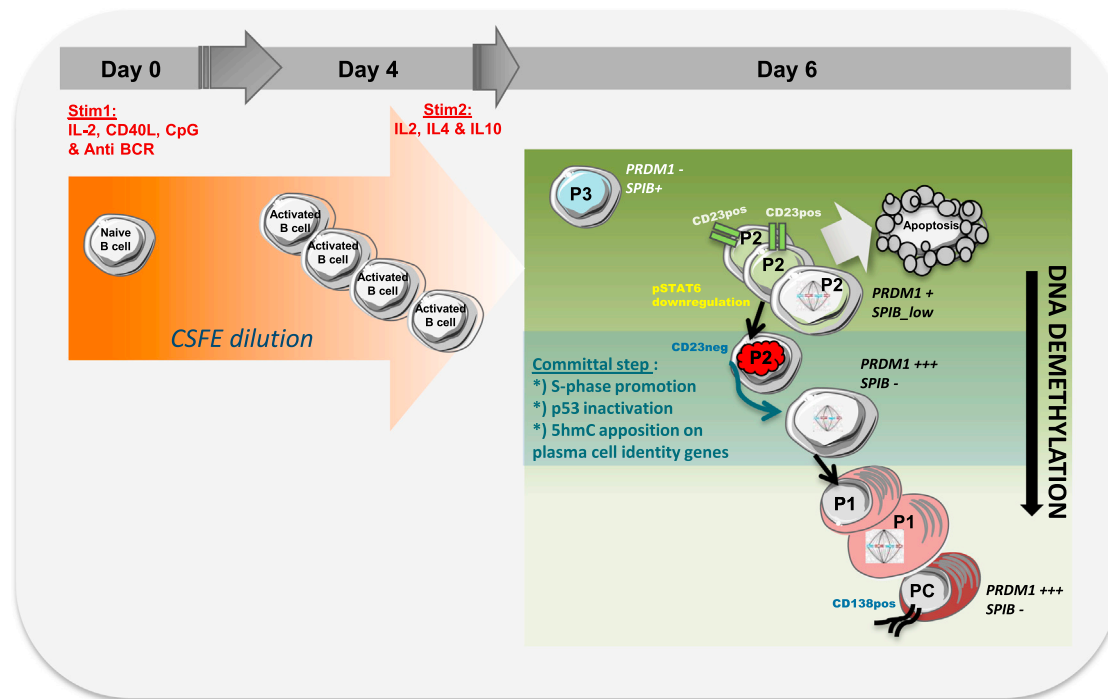 Day 0
Day 4
Day 6
Stim1:
IL-2, CD40L, CpG
& Anti BCR
Stim2:
IL2, IL4 & IL10
Naive
B cell
Activated
B cell
Activated
B cell
Activated
B cell
Activated
B cell
CSFE dilution
P3
PRDM1 -
SPIB+
CD23pos
CD23pos
P2
P2
P2
Apoptosis
pSTAT6
downregulation
PRDM1 +
SPIB_low
CD23neg
P2
Committal step :
*) S-phase promotion
*) p53 inactivation
*) 5hmC apposition on
plasma cell identity genes
PRDM1 +++
SPIB -
P1
P1
PC
CD138pos
PRDM1 +++
SPIB -
DNA DEMETHYLATION